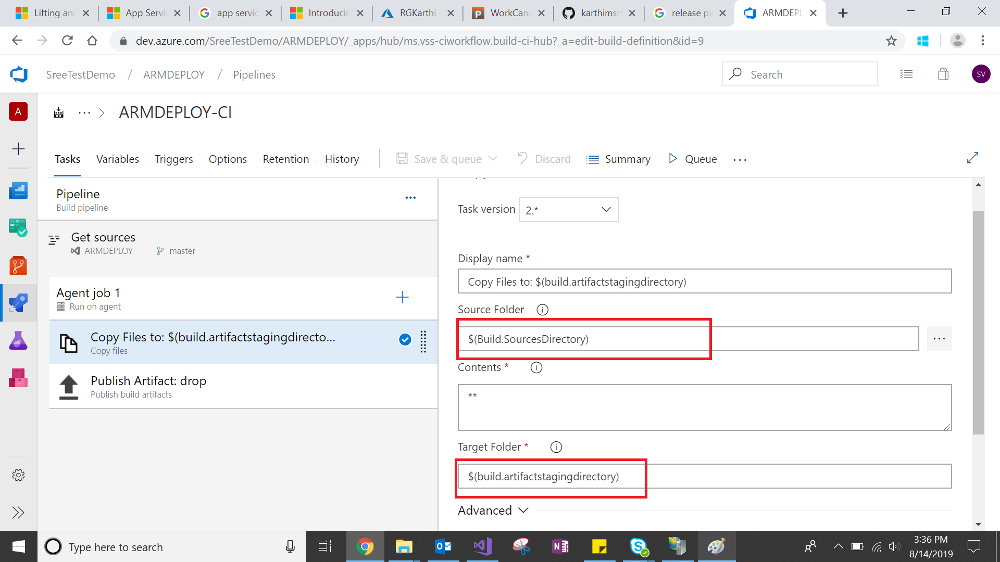 Lifting and
App Servi
app servic
Introducin
RGKarthi
WorkCanv
karthimsr
release pi
ARMDEPL
dev.azure.com/SreeTestDemo/ARMDEPLOY/_apps/hub/ms.vss-ciworkflow.build-ci-hub?_a=edit-build-definition&id=9
SreeTestDemo / ARMDEPLOY / Pipelines
Search
SV
A
... > ARMDEPLOY-CI
Tasks Variables Triggers Options Retention History
Save & queue Discard Summary Queue ...
Pipeline
Build pipeline
Get sources
ARMDEPLOY master
Agent job 1
Run on agent
Copy Files to: $(build.artifactstagingdirecto...
Copy files
Publish Artifact: drop
Publish build artifacts
Task version 2.*
Display name *
Copy Files to: $(build.artifactstagingdirectory)
Source Folder
$(Build.SourcesDirectory)
...
Contents *
**
Target Folder *
$(build.artifactstagingdirectory)
Advanced
Type here to search
3:36 PM
8/14/2019